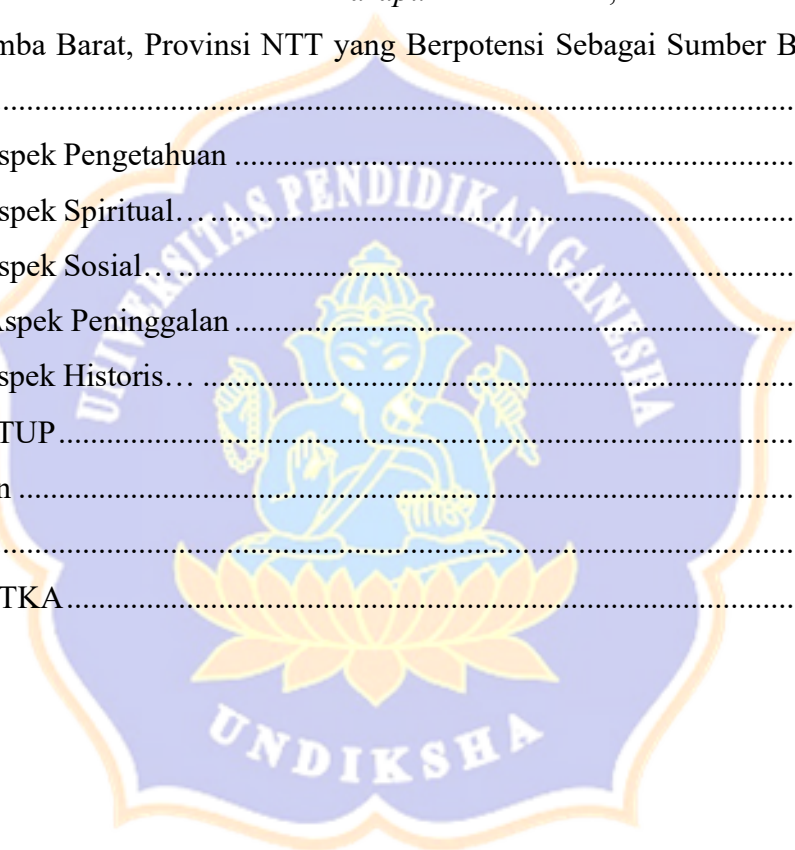 mba Barat, Provinsi NTT yang Berpotensi Sebagai Sumber B
........................................................................................................
spek Pengetahuan ........................................................................
spek Spiritual… ..........................................................................
spek Sosial… ..............................................................................
Aspek Peninggalan ......................................................................
spek Historis… ...........................................................................
TUP .............................................................................................
n ..................................................................................................
........................................................................................................
TKA ............................................................................................
UNIVERSITAS PENDIDIKAN GANESHA
UNDIKSHA